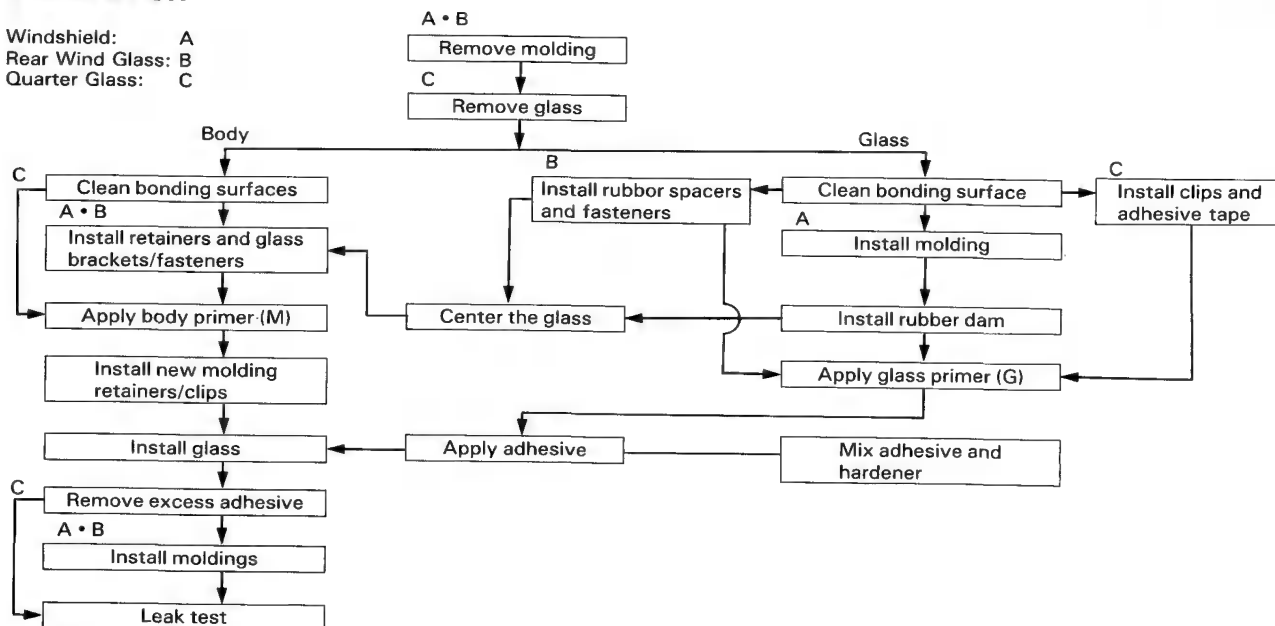 Windshield: A
Rear Wind Glass: B
Quarter Glass: C
A • B
Remove molding
C
Remove glass
Body
Glass
C
Clean bonding surfaces
A • B
Install retainers and glass
brackets/fasteners
Apply body primer (M)
Install new molding
retainers/clips
Install glass
C
Remove excess adhesive
A • B
Install moldings
Leak test
B
Install rubbor spacers
and fasteners
Center the glass
Apply adhesive
Clean bonding surface
A
Install molding
Install rubber dam
Apply glass primer (G)
Mix adhesive and
hardener
C
Install clips and
adhesive tape